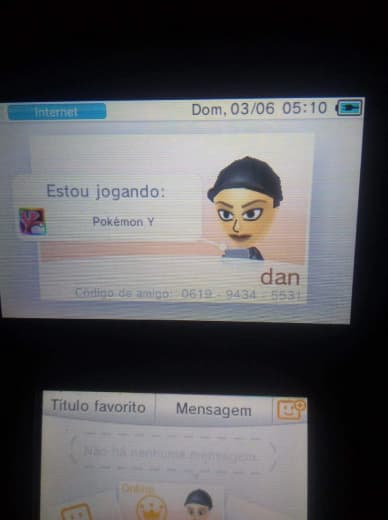 Internet
Dom, 03/06 05:10
Estou jogando:
Pokémon Y
dan
Código de amigo: 0619 - 9434 - 5531
Título favorito
Mensagem
Não há nenhuma mensagem.
Online